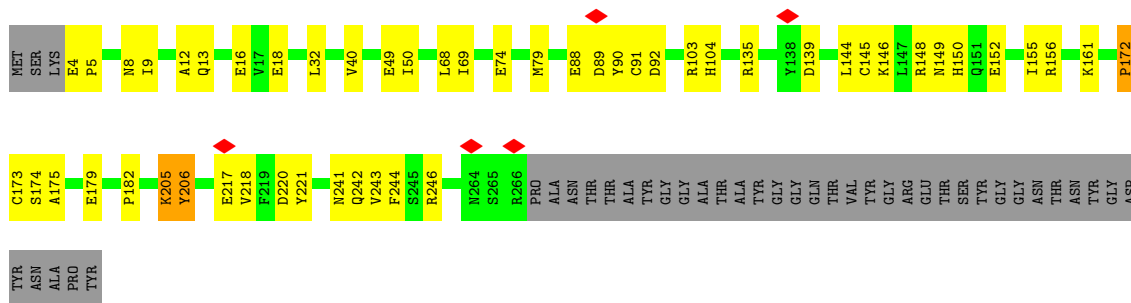 MET SER LYS E4 P5 N8 I9 A12 Q13 E16 V17 E18 L32 V40 E49 I50 L68 I69 E74 M79 E88 D89 Y90 C91 D92 R103 H104 R135 Y138 D139 L144 C145 K146 L147 R148 N149 H150 Q151 E152 I155 R156 K161 P172
C173 S174 A175 E179 P182 K205 Y206 E217 V218 F219 D220 Y221 N241 Q242 V243 F244 S245 R246 N264 S265 R266 PRO ALA ASN THR THR ALA TYR GLY GLY ALA THR ALA TYR GLY GLY GLN THR VAL TYR GLY ARG GLU THR SER TYR GLY GLY ASN THR ASN TYR GLY ASP
TYR ASN ALA PRO TYR